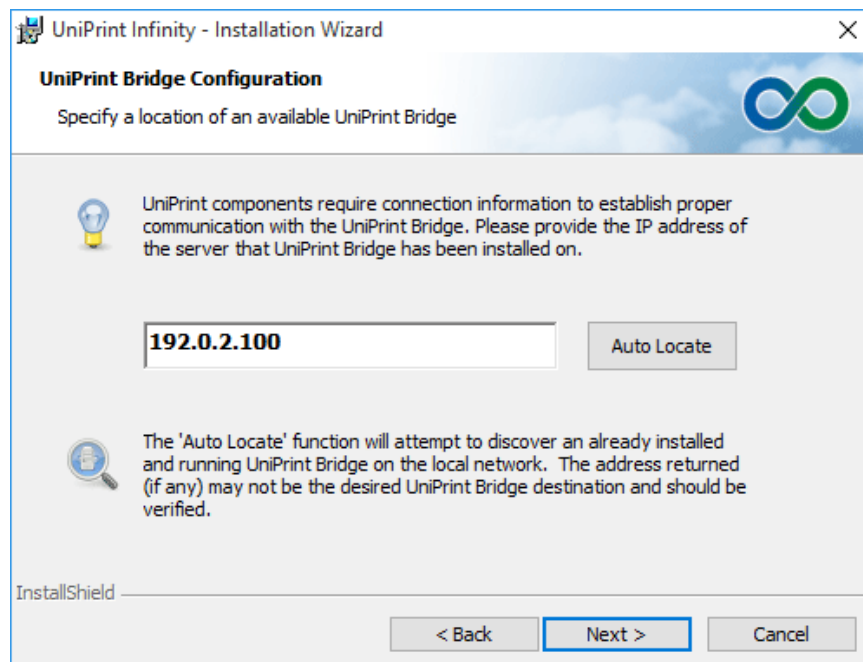 UniPrint Infinity - Installation Wizard
UniPrint Bridge Configuration
Specify a location of an available UniPrint Bridge
UniPrint components require connection information to establish proper
communication with the UniPrint Bridge. Please provide the IP address of
the server that UniPrint Bridge has been installed on.
192.0.2.100
Auto Locate
The 'Auto Locate' function will attempt to discover an already installed
and running UniPrint Bridge on the local network.  The address returned
(if any) may not be the desired UniPrint Bridge destination and should be
verified.
InstallShield
< Back
Next >
Cancel